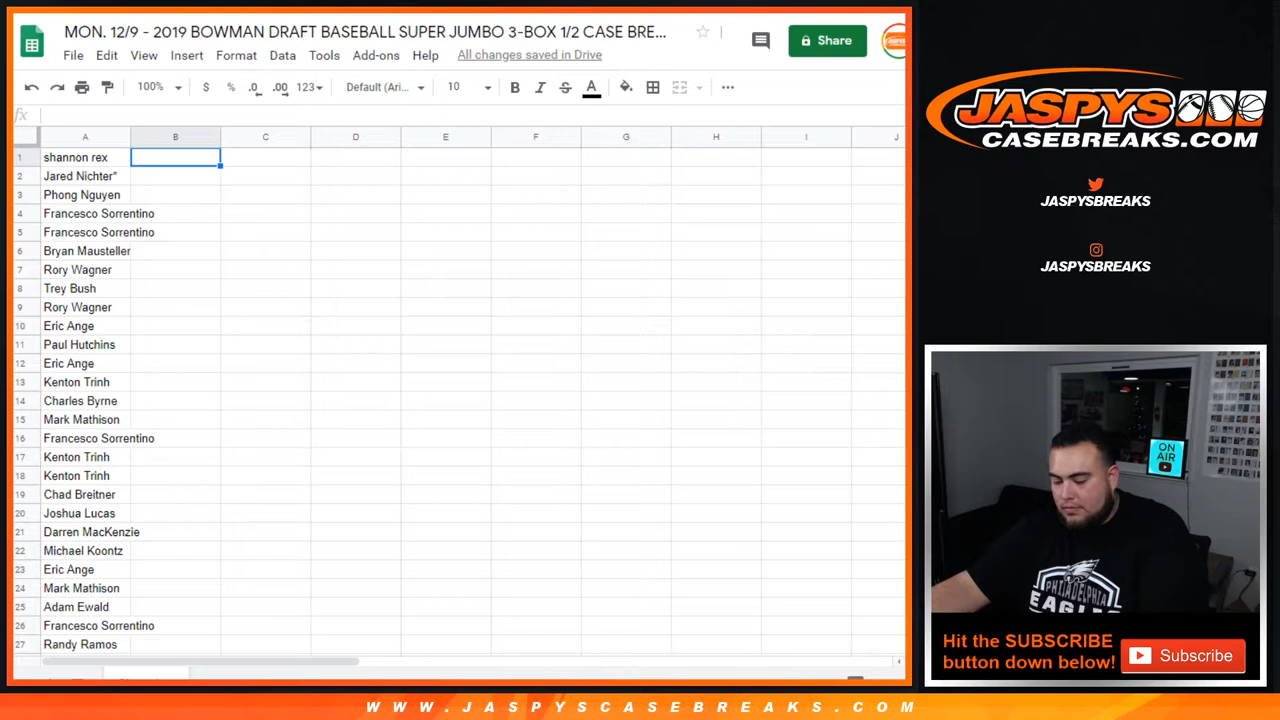 MON. 12/9 - 2019 BOWMAN DRAFT BASEBALL SUPER JUMBO 3-BOX 1/2 CASE BRE...
Share
File Edit View Insert Format Data Tools Add-ons Help All changes saved in Drive
100% $ % .0 .00 123 Default (Ari... 10 B I S A
fx
A B C D E F G H I J
1 shannon rex
2 Jared Nichter"
3 Phong Nguyen
4 Francesco Sorrentino
5 Francesco Sorrentino
6 Bryan Mausteller
7 Rory Wagner
8 Trey Bush
9 Rory Wagner
10 Eric Ange
11 Paul Hutchins
12 Eric Ange
13 Kenton Trinh
14 Charles Byrne
15 Mark Mathison
16 Francesco Sorrentino
17 Kenton Trinh
18 Kenton Trinh
19 Chad Breitner
20 Joshua Lucas
21 Darren MacKenzie
22 Michael Koontz
23 Eric Ange
24 Mark Mathison
25 Adam Ewald
26 Francesco Sorrentino
27 Randy Ramos
JASPYS
CASEBREAKS.COM
JASPYSBREAKS
JASPYSBREAKS
ON
AIR
PHILADELPHIA
EAGLES
Hit the SUBSCRIBE
button down below!
Subscribe
WWW.JASPYSCASEBREAKS.COM